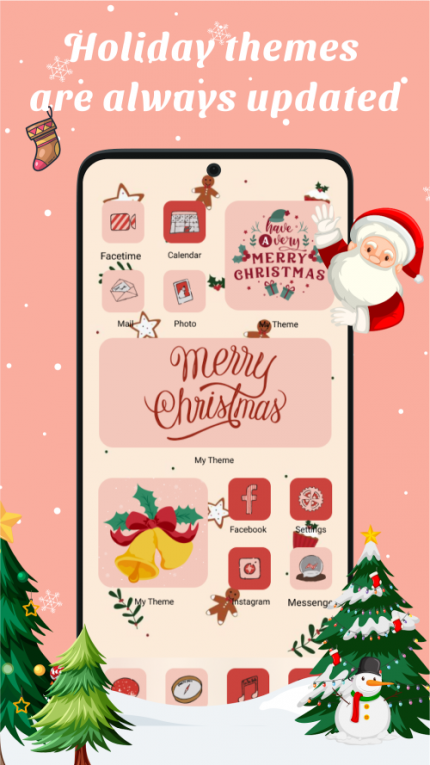 Holiday themes
are always updated
have
A very
MERRY
CHRISTMAS
Facetime
Calendar
Mail
Photo
My Theme
Merry
Christmas
My Theme
Facebook
Settings
My Theme
Instagram
Messeng